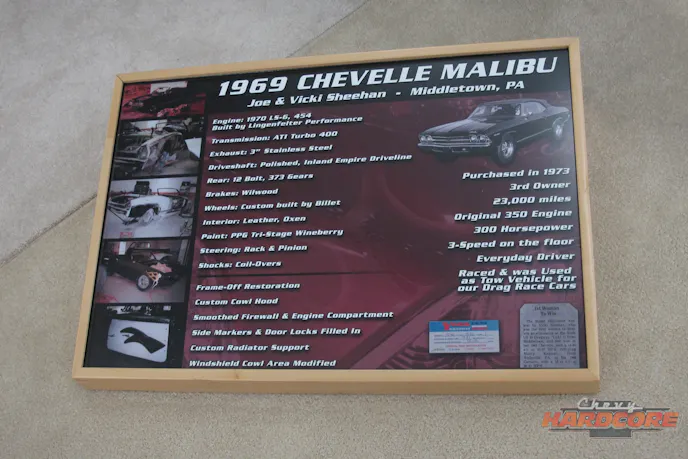 1969 CHEVELLE MALIBU
Joe & Vicki Sheehan - Middletown, PA
Engine: 1970 LS-6, 454
Built by Lingenfelter Performance
Transmission: ATI Turbo 400
Exhaust: 3" Stainless Steel
Driveshaft: Polished, Inland Empire Driveline
Rear: 12 Bolt, 373 Gears
Brakes: Wilwood
Wheels: Custom built by Billet
Interior: Leather, Oxen
Paint: PPG Tri-Stage Wineberry
Steering: Rack & Pinion
Shocks: Coil-Overs
Frame-Off Restoration
Custom Cowl Hood
Smoothed Firewall & Engine Compartment
Side Markers & Door Locks Filled In
Custom Radiator Support
Windshield Cowl Area Modified
Purchased in 1973
3rd Owner
23,000 miles
Original 350 Engine
300 Horsepower
3-Speed on the floor
Everyday Driver
Raced & was Used
as Tow Vehicle for
our Drag Race Cars
Chevy
HARDCORE